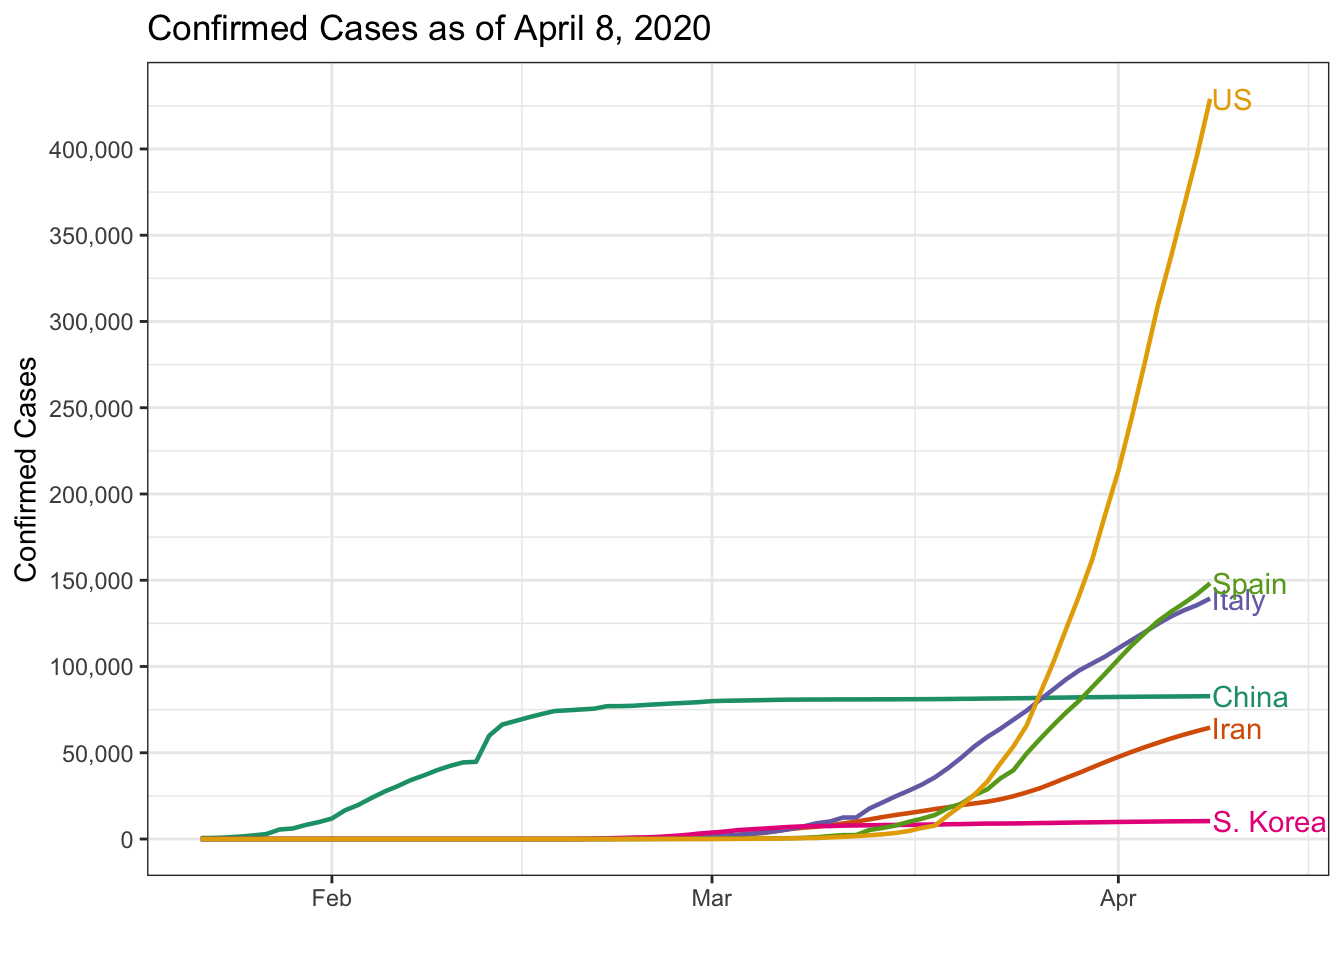 Confirmed Cases as of April 8, 2020
Confirmed Cases
400,000
350,000
300,000
250,000
200,000
150,000
100,000
50,000
0
US
Spain
Italy
China
Iran
S. Korea
Feb
Mar
Apr